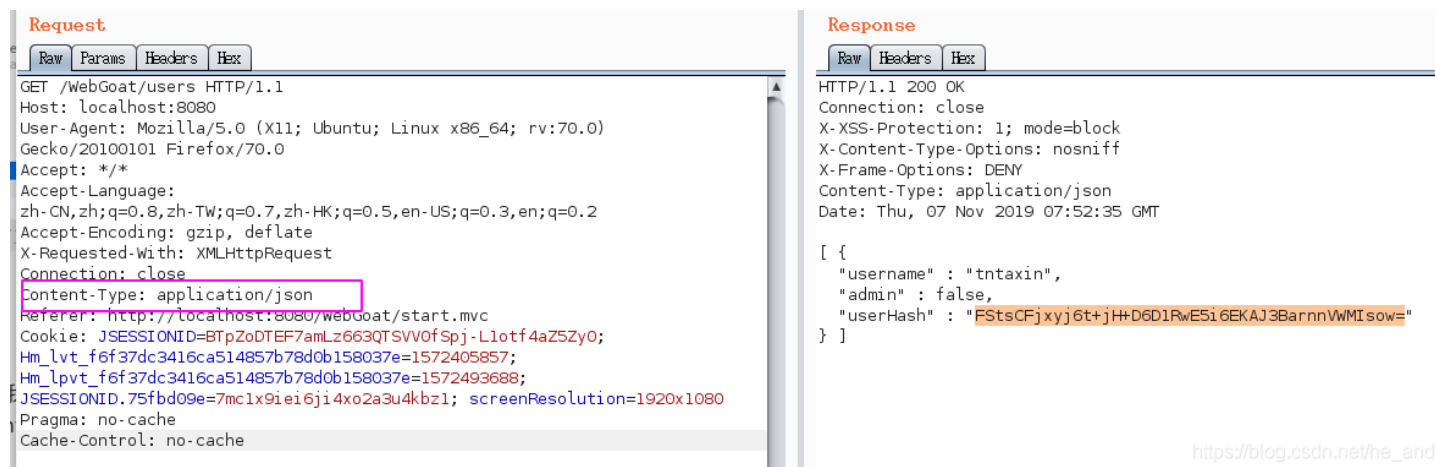 Request
Raw Params Headers Hex
GET /WebGoat/users HTTP/1.1
Host: localhost:8080
User-Agent: Mozilla/5.0 (X11; Ubuntu; Linux x86_64; rv:70.0)
Gecko/20100101 Firefox/70.0
Accept: */*
Accept-Language:
zh-CN,zh;q=0.8,zh-TW;q=0.7,zh-HK;q=0.5,en-US;q=0.3,en;q=0.2
Accept-Encoding: gzip, deflate
X-Requested-With: XMLHttpRequest
Connection: close
Content-Type: application/json
Referer: http://localhost:8080/WebGoat/start.mvc
Cookie: JSESSIONID=BTpZoDTEF7amLz663QTSVV0fSpj-L1otf4aZ5Zy0;
Hm_lvt_f6f37dc3416ca514857b78d0b158037e=1572405857;
Hm_lpvt_f6f37dc3416ca514857b78d0b158037e=1572493688;
JSESSIONID.75fbd09e=7mc1x9iei6ji4xo2a3u4kbz1; screenResolution=1920x1080
Pragma: no-cache
Cache-Control: no-cache
Response
Raw Headers Hex
HTTP/1.1 200 OK
Connection: close
X-XSS-Protection: 1; mode=block
X-Content-Type-Options: nosniff
X-Frame-Options: DENY
Content-Type: application/json
Date: Thu, 07 Nov 2019 07:52:35 GMT
[ {
"username" : "tntaxin",
"admin" : false,
"userHash" : "FStsCFjxyj6t+jH+D6D1RwE5i6EKAJ3BarnnVWMIsow="
} ]
https://blog.csdn.net/he_and